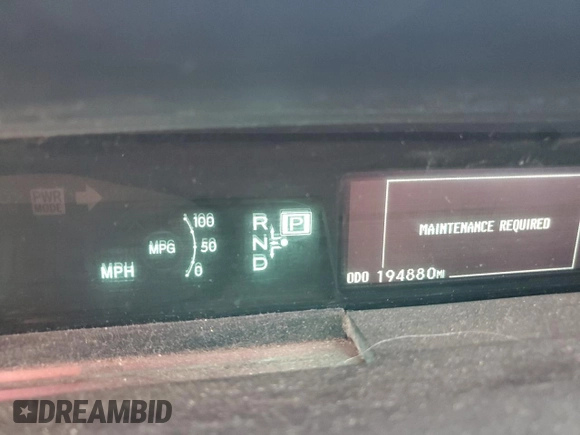 PWR
MODE
100
MPG
50
MPH
0
R P
N
D
MAINTENANCE REQUIRED
ODO 194880MI
DREAMBID